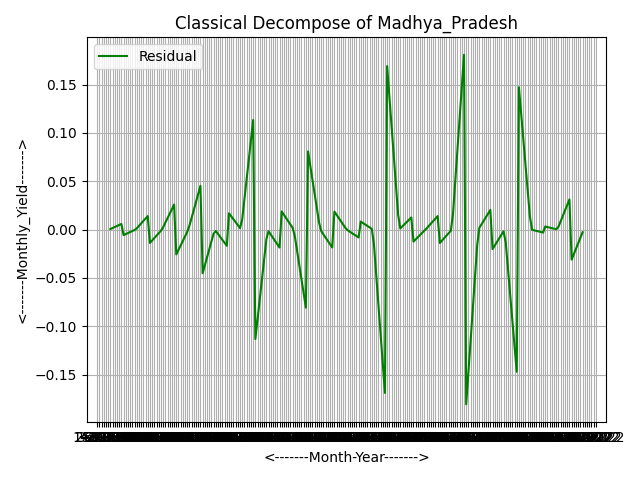 Classical Decompose of Madhya_Pradesh
Residual
0.15
0.10
0.05
0.00
−0.05
−0.10
−0.15
<------Monthly_Yield------->
<-------Month-Year------->